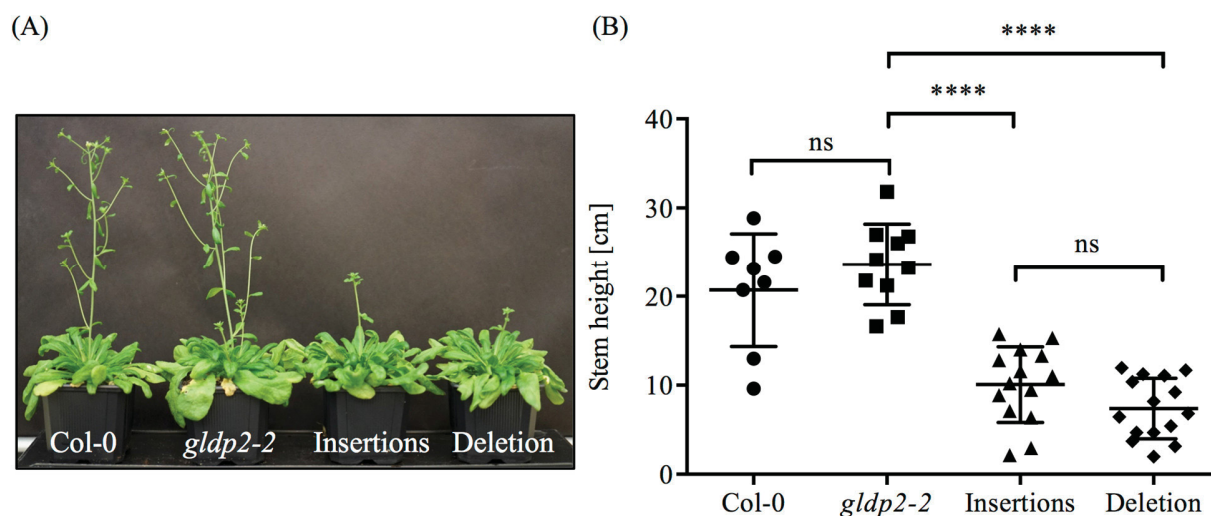 (A)
Col-0
gldp2-2
Insertions
Deletion
(B)
****
****
ns
ns
Stem height [cm]
40
30
20
10
0
Col-0
gldp2-2
Insertions
Deletion